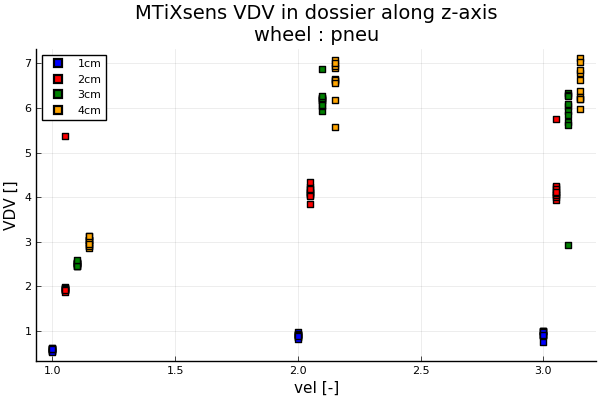 MTiXsens VDV in dossier along z-axis
wheel : pneu
1cm
2cm
3cm
4cm
VDV []
7
6
5
4
3
2
1
1.0
1.5
2.0
2.5
3.0
vel [-]